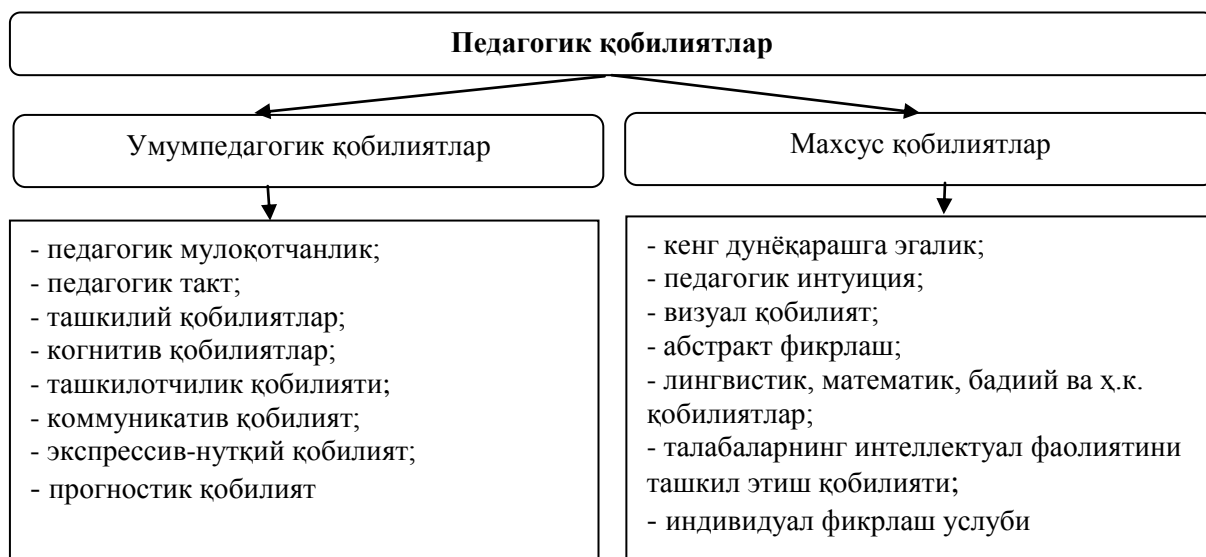 Педагогик қобилиятлар
Умумпедагогик қобилиятлар
Махсус қобилиятлар
- педагогик мулоқотчанлик;
- педагогик такт;
- ташкилий қобилиятлар;
- когнитив қобилиятлар;
- ташкилотчилик қобилияти;
- коммуникатив қобилият;
- экспрессив-нутқий қобилият;
- прогностик қобилият
- кенг дунёқарашга эгалик;
- педагогик интуиция;
- визуал қобилият;
- абстракт фикрлаш;
- лингвистик, математик, бадиий ва ҳ.к.
қобилиятлар;
- талабаларнинг интеллектуал фаолиятини
ташкил этиш қобилияти;
- индивидуал фикрлаш услуби